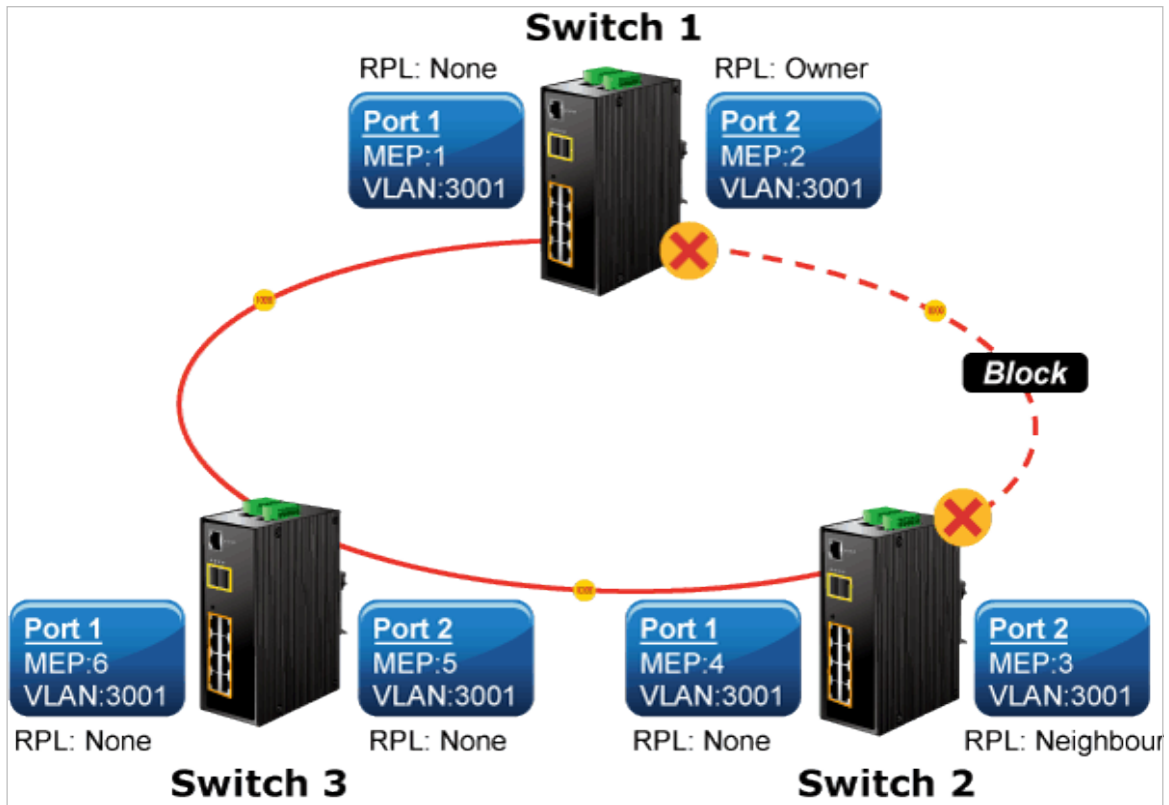 Switch 1
RPL: None
RPL: Owner
Port 1
MEP:1
VLAN:3001
Port 2
MEP:2
VLAN:3001
Block
Port 1
MEP:6
VLAN:3001
Port 2
MEP:5
VLAN:3001
Port 1
MEP:4
VLAN:3001
Port 2
MEP:3
VLAN:3001
RPL: None
RPL: None
RPL: None
RPL: Neighbour
Switch 3
Switch 2